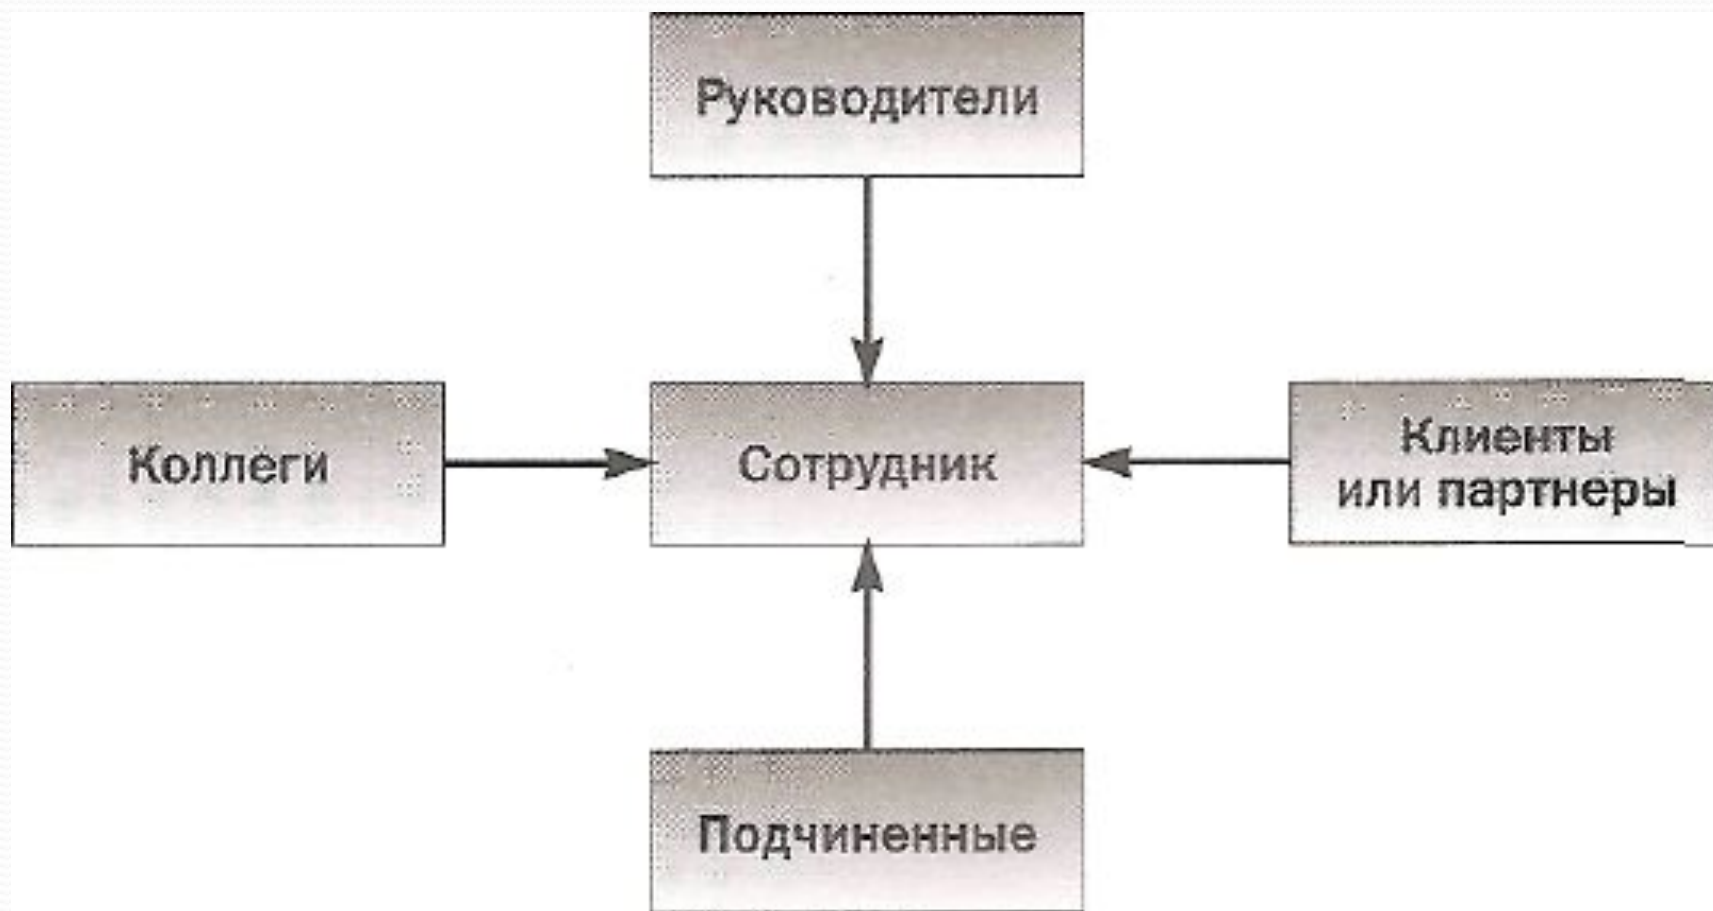 Руководители
Коллеги
Сотрудник
Клиенты
или партнеры
Подчиненные